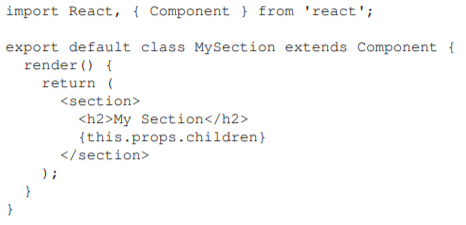 import React, { Component } from 'react';

export default class MySection extends Component {
  render() {
    return (
      <section>
        <h2>My Section</h2>
        {this.props.children}
      </section>
    );
  }
}